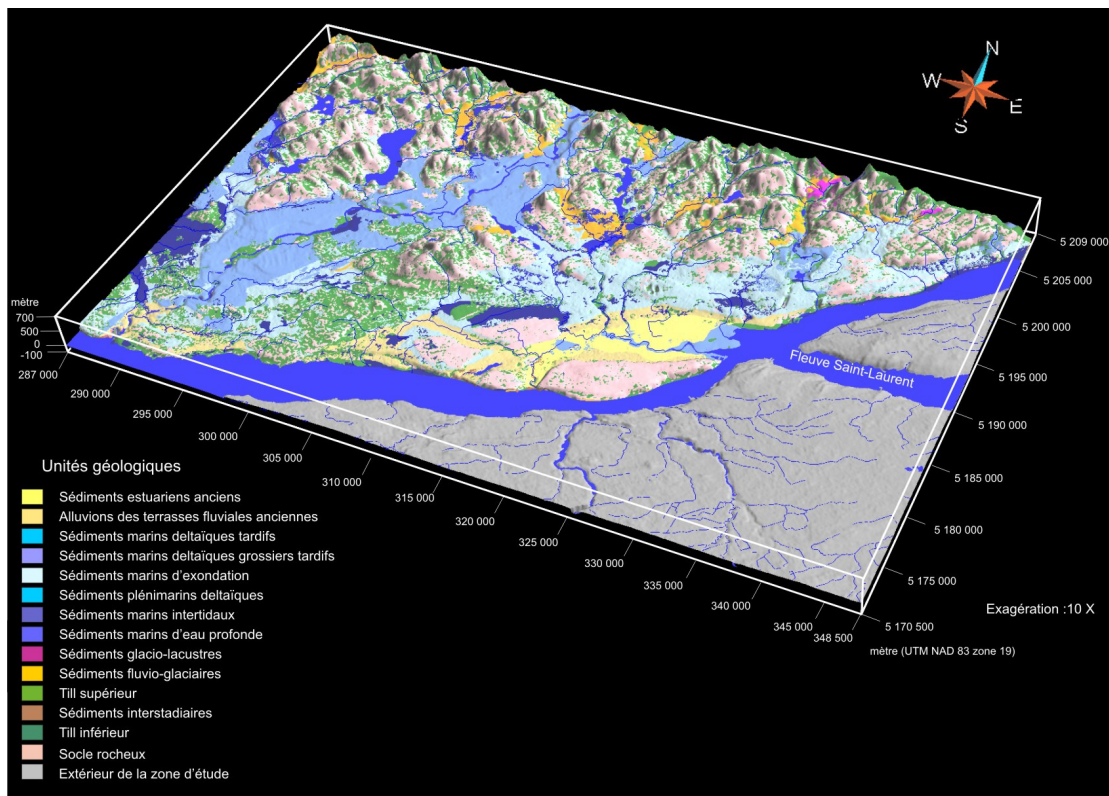 N
W
E
S
5 209 000
5 205 000
5 200 000
5 195 000
5 190 000
5 185 000
5 180 000
5 175 000
5 170 500
Fleuve Saint-Laurent
mètre
700
500
0
-100
287 000
290 000
295 000
300 000
305 000
310 000
315 000
320 000
325 000
330 000
335 000
340 000
345 000
348 500
Exagération :10 X
mètre (UTM NAD 83 zone 19)
Unités géologiques
Sédiments estuariens anciens
Alluvions des terrasses fluviales anciennes
Sédiments marins deltaïques tardifs
Sédiments marins deltaïques grossiers tardifs
Sédiments marins d'exondation
Sédiments plénimarins deltaïques
Sédiments marins intertidaux
Sédiments marins d'eau profonde
Sédiments glacio-lacustres
Sédiments fluvio-glaciaires
Till supérieur
Sédiments interstadiaires
Till inférieur
Socle rocheux
Extérieur de la zone d'étude